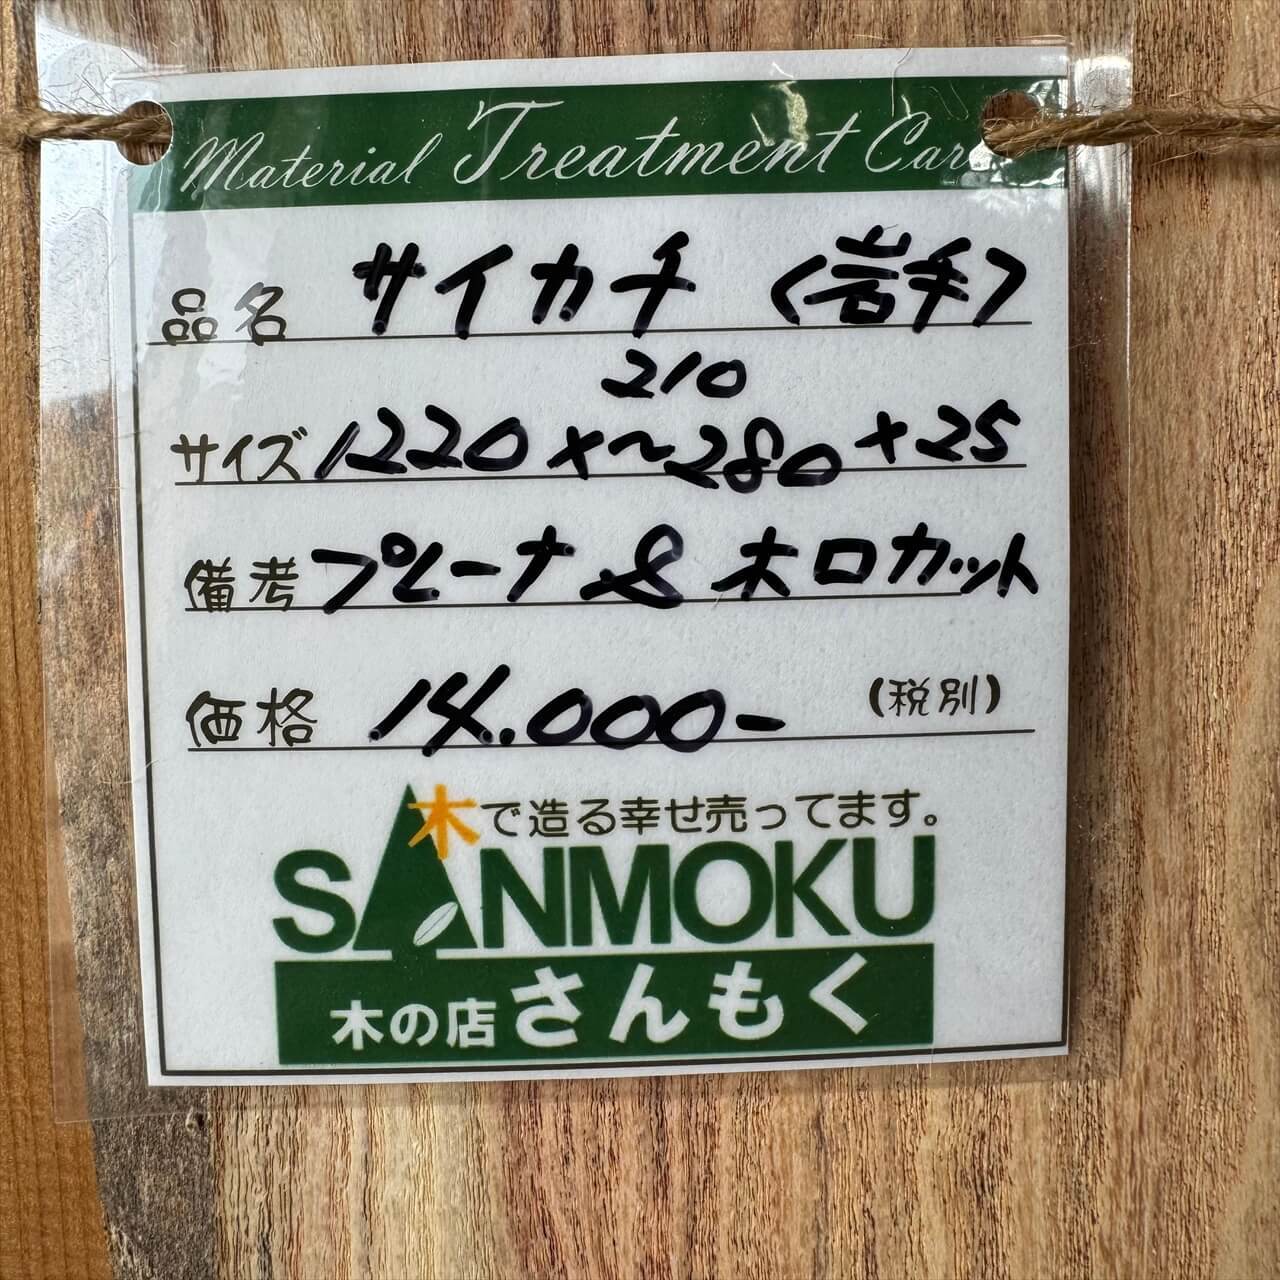 Material Treatment Car
品名 サイカチ (岩手)
210
サイズ 1220×～280×25
備考 プレーナ & 木口カット
価格 14.000- (税別)
木で造る幸せ売ってます。
SANMOKU
木の店さんもく